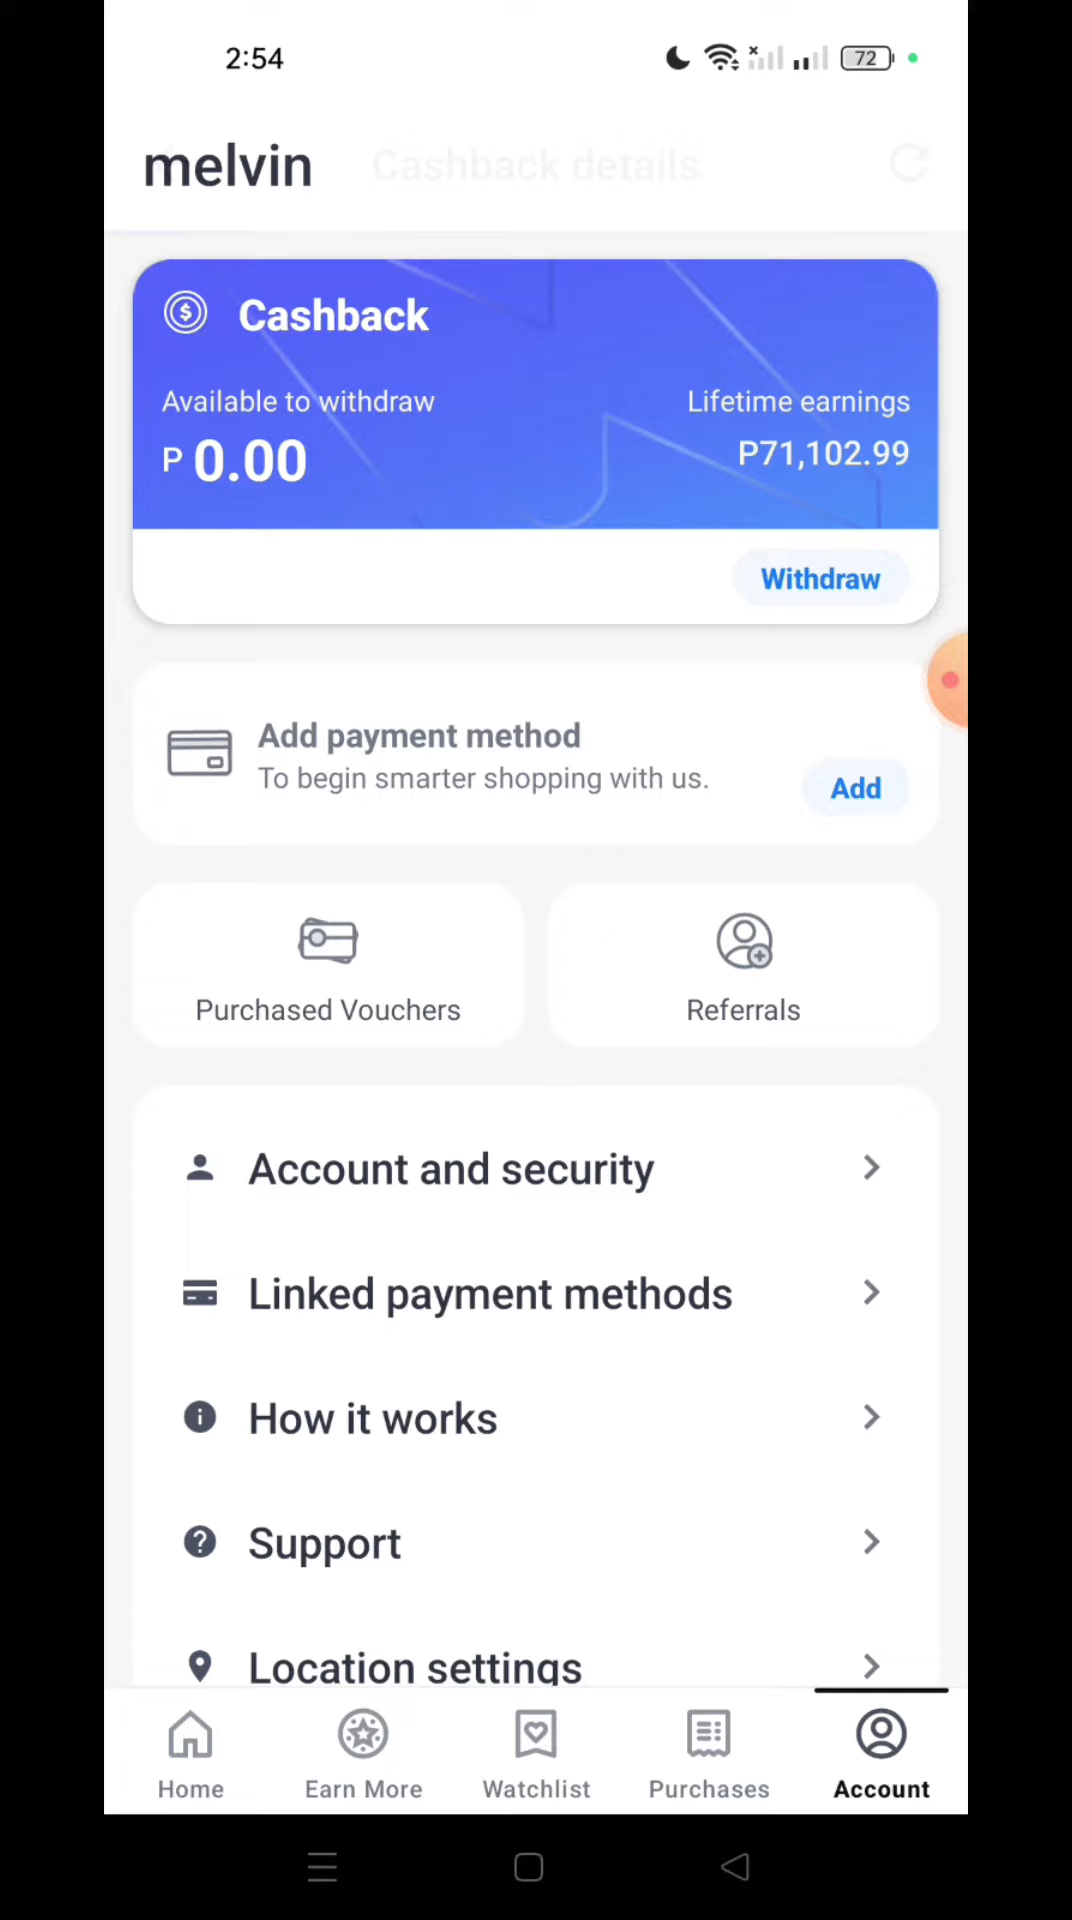 2:54
72
melvin
Cashback details
Cashback
Available to withdraw
Lifetime earnings
P 0.00
P71,102.99
Withdraw
Add payment method
To begin smarter shopping with us.
Add
Purchased Vouchers
Referrals
Account and security
Linked payment methods
How it works
Support
Location settings
Home
Earn More
Watchlist
Purchases
Account